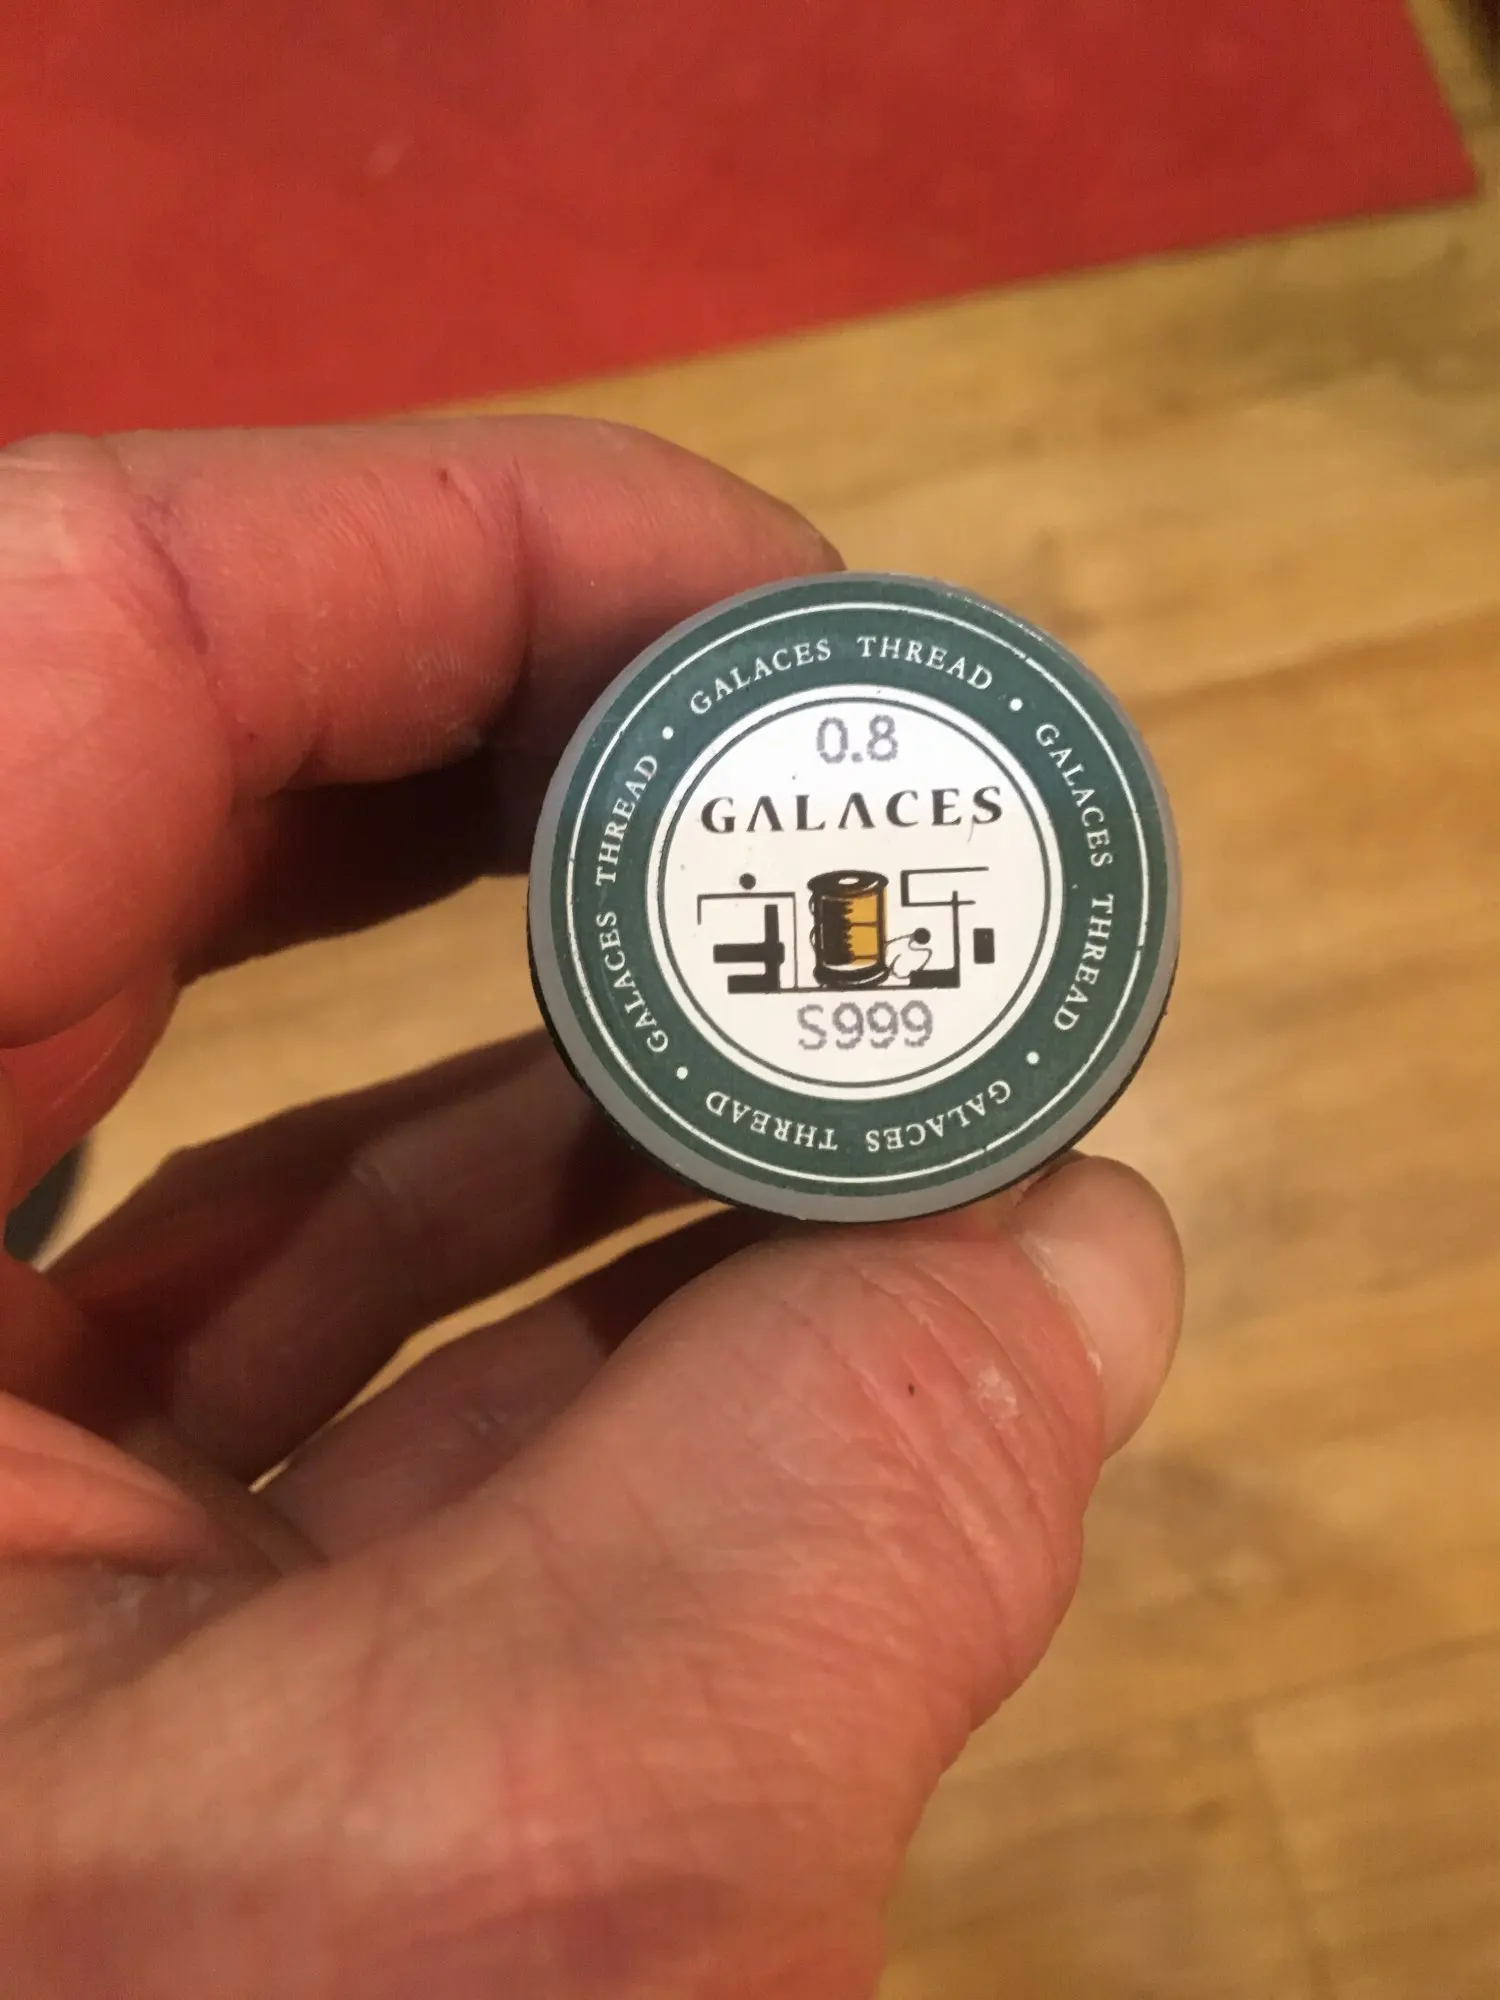 GALACES THREAD • GALACES THREAD • GALACES THREAD • GALACES THREAD •
0.8
GALACES
S999